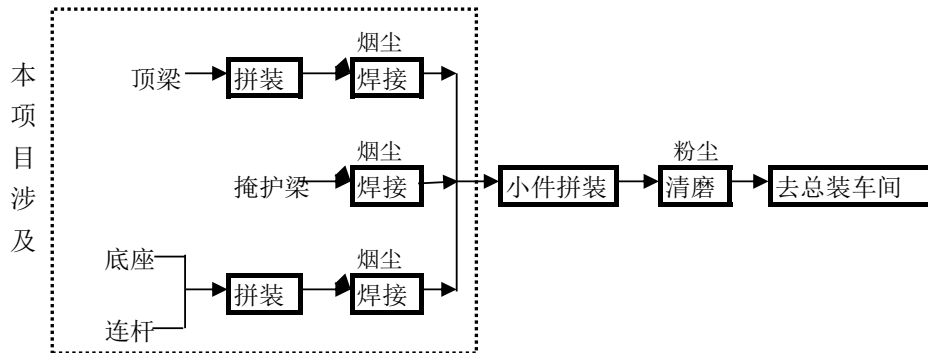 本项目涉及
烟尘
顶梁 拼装 焊接
烟尘 粉尘
掩护梁 焊接 小件拼装 清磨 去总装车间
底座 烟尘
拼装 焊接
连杆